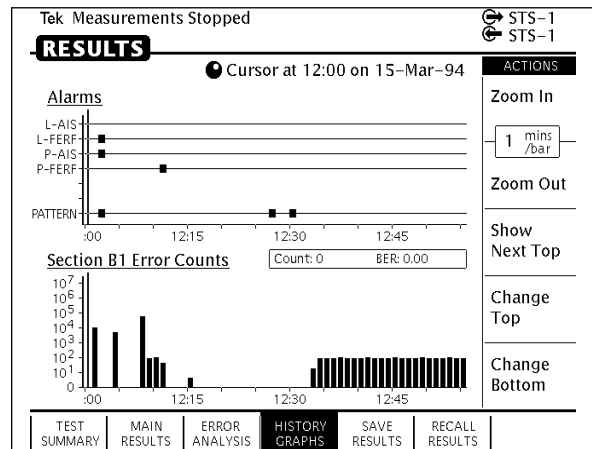 Tek Measurements Stopped
STS-1
STS-1
RESULTS
Cursor at 12:00 on 15-Mar-94
ACTIONS
Alarms
L-AIS
L-FERF
P-AIS
P-FERF
PATTERN
:00 12:15 12:30 12:45
Section B1 Error Counts
Count: 0 BER: 0.00
10⁷
10⁶
10⁵
10⁴
10³
10²
10¹
0
:00 12:15 12:30 12:45
Zoom In
1 mins
/bar
Zoom Out
Show
Next Top
Change
Top
Change
Bottom
TEST SUMMARY
MAIN RESULTS
ERROR ANALYSIS
HISTORY GRAPHS
SAVE RESULTS
RECALL RESULTS